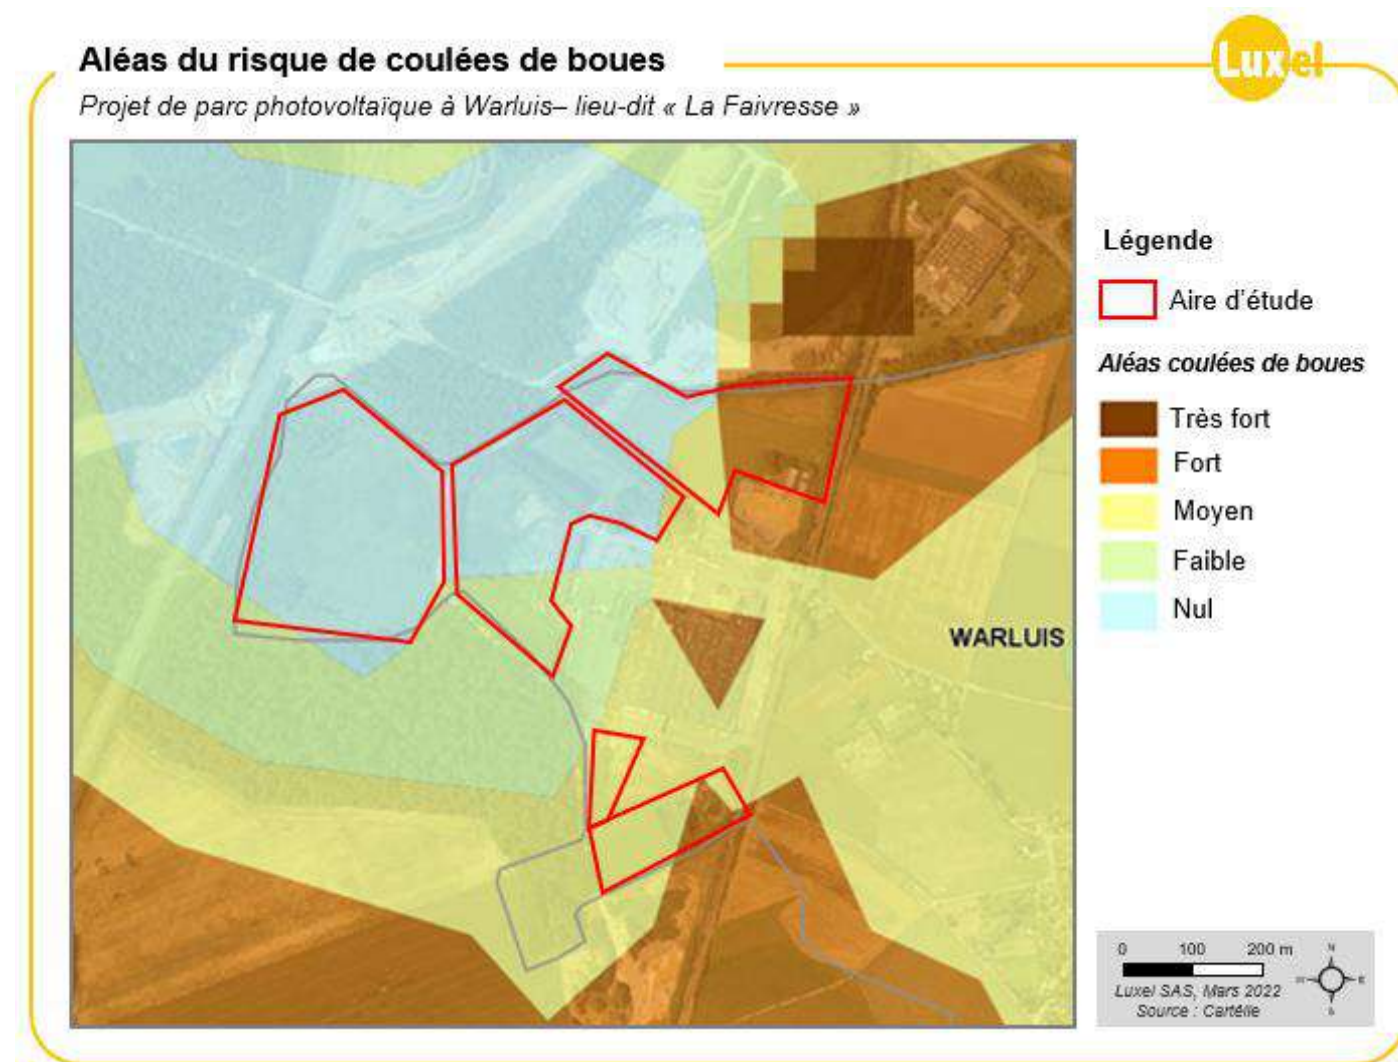 Aléas du risque de coulées de boues
Luxel
Projet de parc photovoltaïque à Warluis– lieu-dit « La Faivresse »
Légende
Aire d'étude
Aléas coulées de boues
Très fort
Fort
Moyen
Faible
Nul
WARLUIS
0 100 200 m
N
E
S
Luxel SAS, Mars 2022
Source : Cartélie